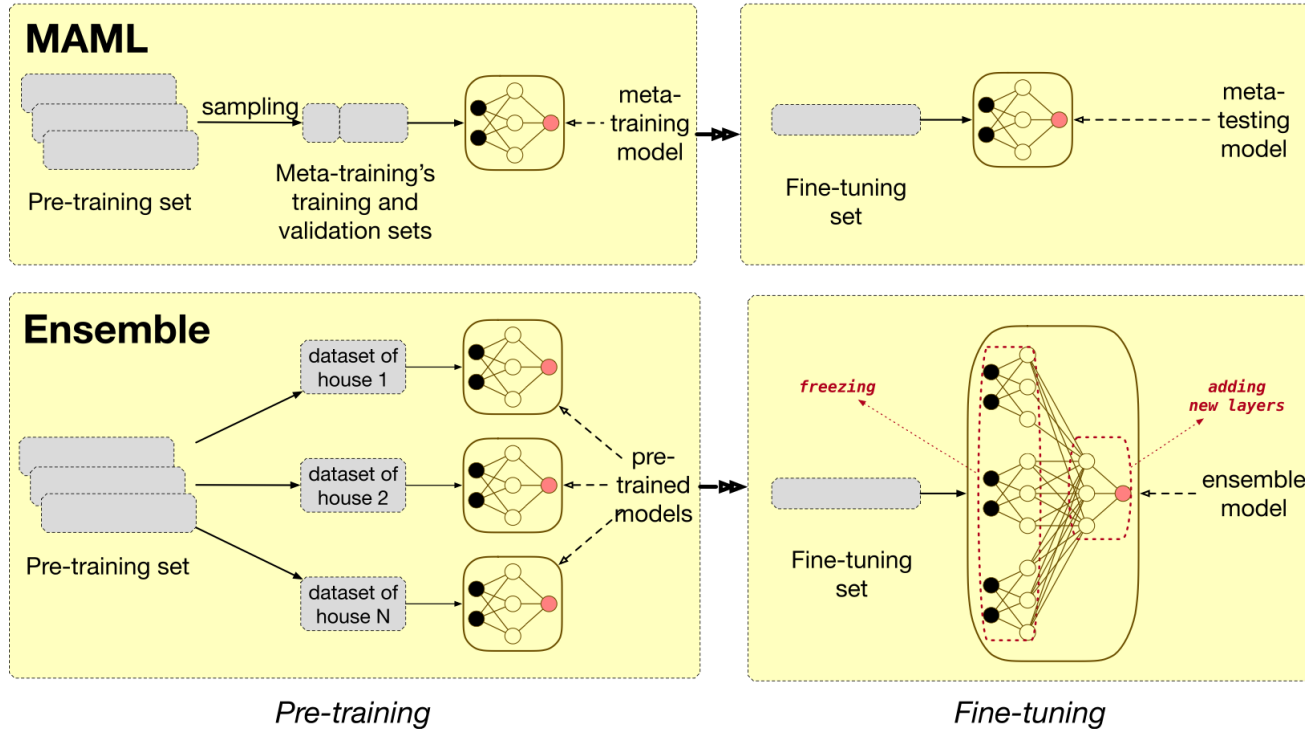 MAML
sampling
Pre-training set
Meta-training's
training and
validation sets
meta-
training
model
Fine-tuning
set
meta-
testing
model
Ensemble
dataset of
house 1
dataset of
house 2
dataset of
house N
Pre-training set
pre-
trained
models
freezing
adding
new layers
Fine-tuning
set
ensemble
model
Pre-training
Fine-tuning